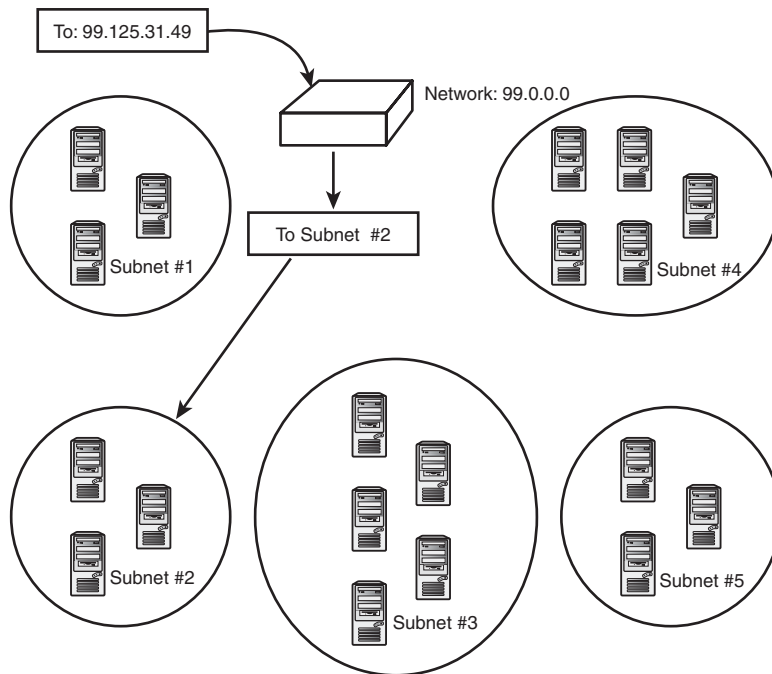 To: 99.125.31.49
Network: 99.0.0.0
To Subnet #2
Subnet #1
Subnet #4
Subnet #2
Subnet #3
Subnet #5